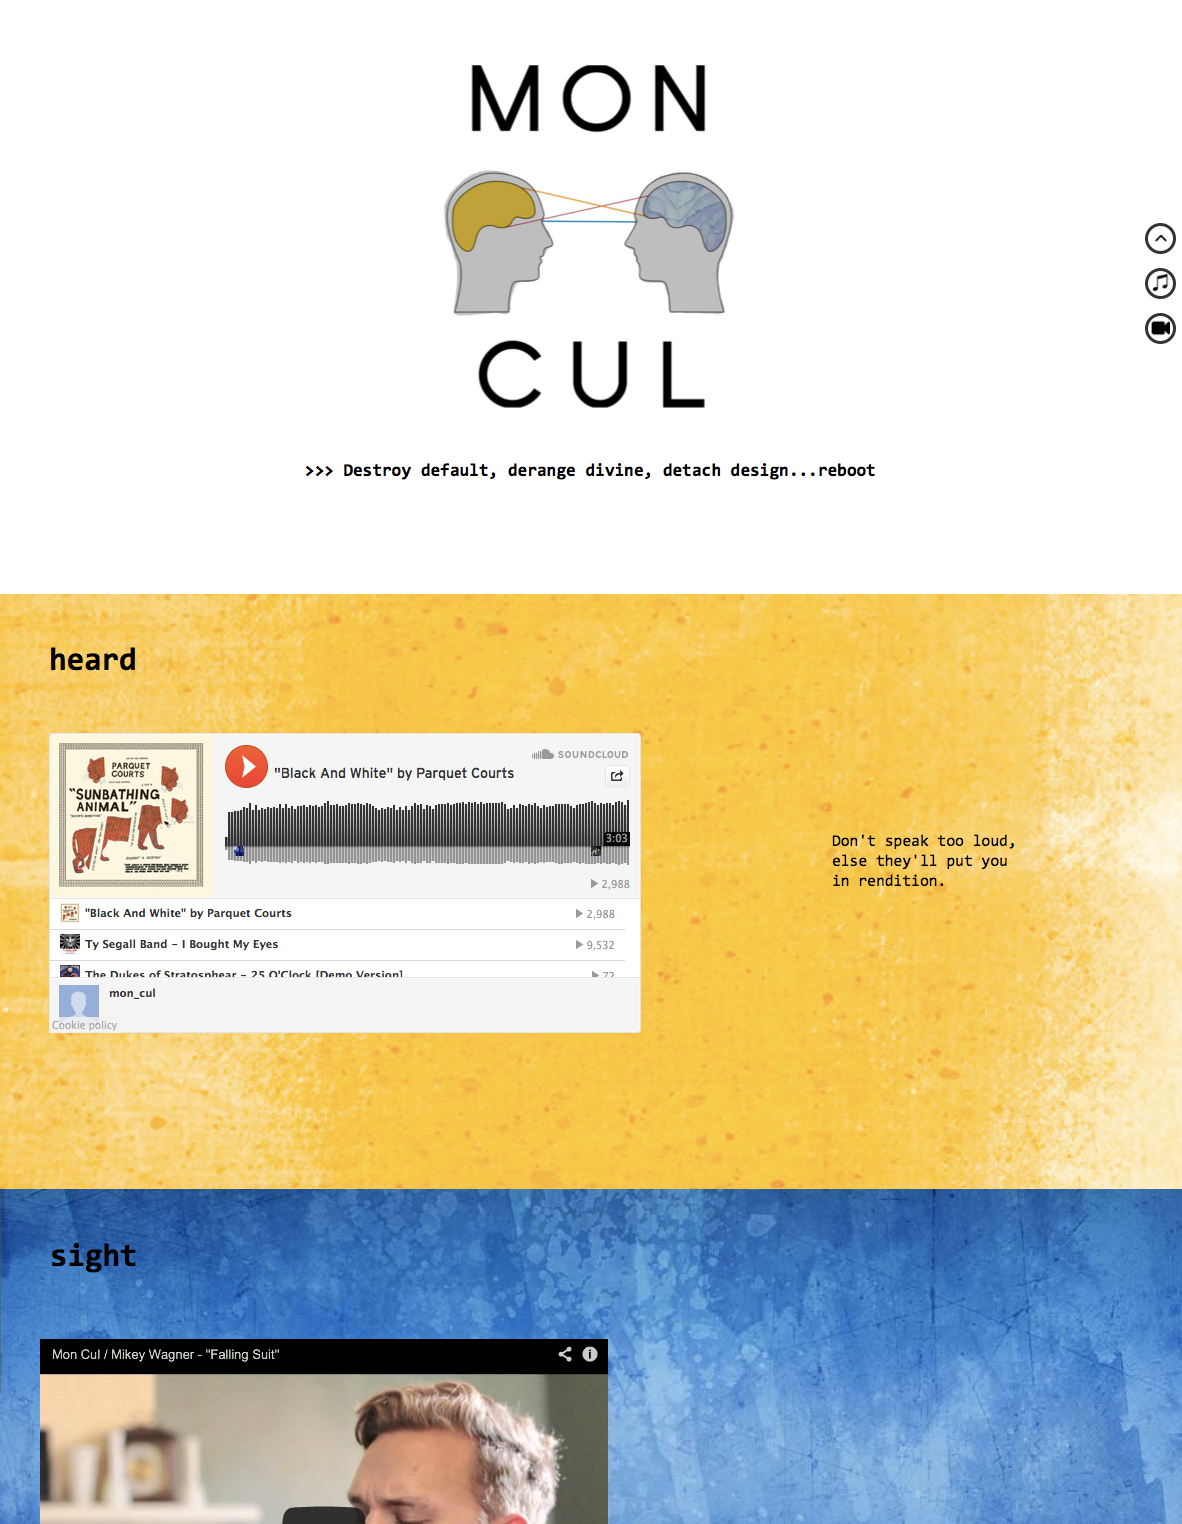 MON
CUL
>>> Destroy default, derange divine, detach design...reboot
heard
PARQUET
COURTS
"SUNBATHING
ANIMAL"
SOUNDCLOUD
"Black And White" by Parquet Courts
3:03
2,988
"Black And White" by Parquet Courts 2,988
Ty Segall Band – I Bought My Eyes 9,532
The Dukes of Stratosphear – 25 O'Clock [Demo Version] 72
mon_cul
Cookie policy
Don't speak too loud,
else they'll put you
in rendition.
sight
Mon Cul / Mikey Wagner - "Falling Suit"